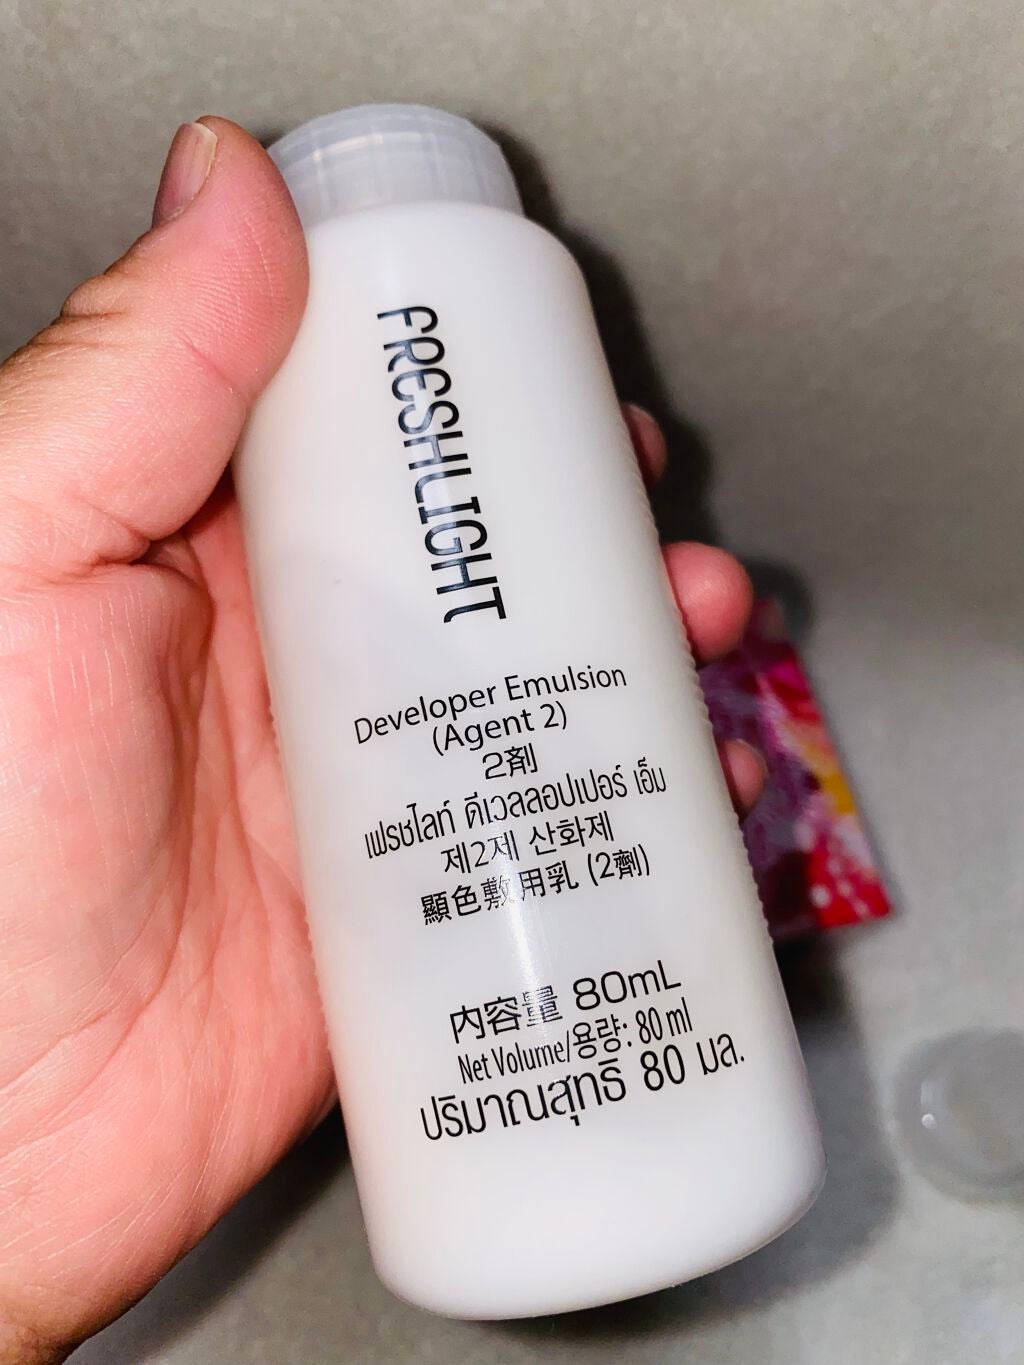 FRESHLIGHT
Developer Emulsion
(Agent 2)
2剤
เฟรชไลท์ ดีเวลลอปเปอร์ เอ็ม
제2제 산화제
顯色敷用乳 (2劑)
内容量 80mL
Net Volume/용량: 80 ml
ปริมาณสุทธิ 80 มล.